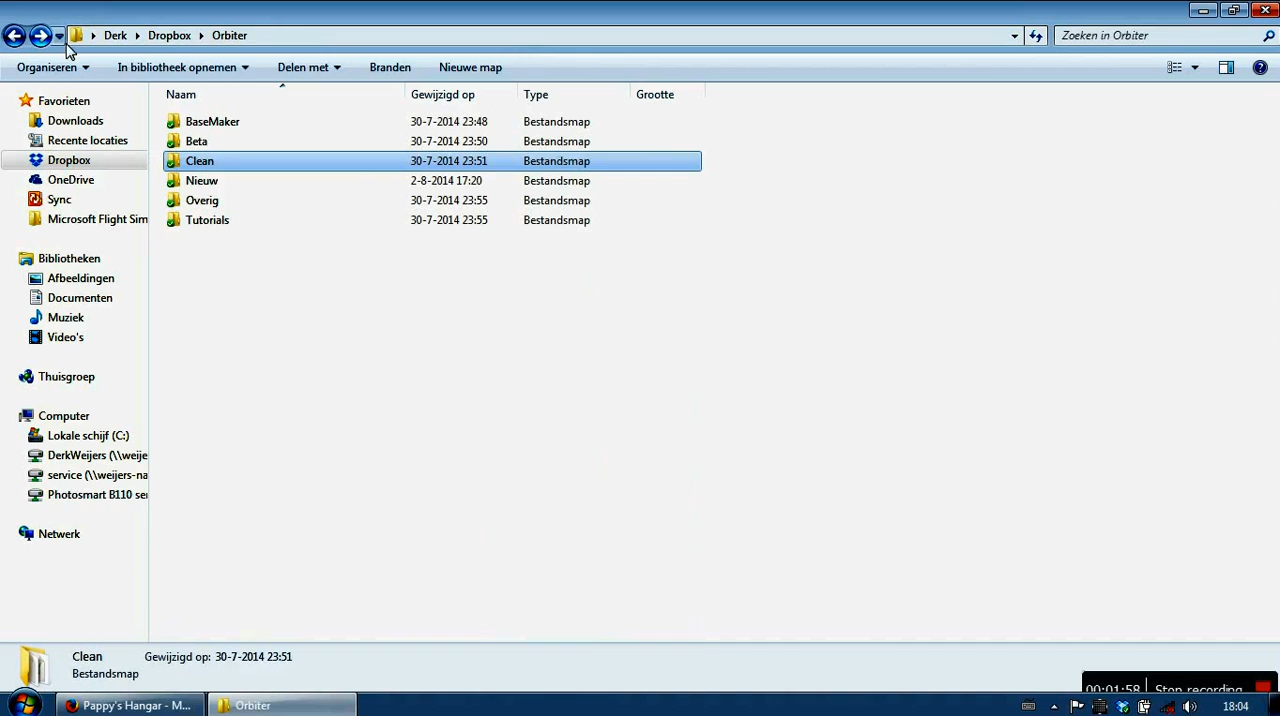 Derk Dropbox Orbiter
Zoeken in Orbiter
Organiseren In bibliotheek opnemen Delen met Branden Nieuwe map
Naam Gewijzigd op Type Grootte
BaseMaker 30-7-2014 23:48 Bestandsmap
Beta 30-7-2014 23:50 Bestandsmap
Clean 30-7-2014 23:51 Bestandsmap
Nieuw 2-8-2014 17:20 Bestandsmap
Overig 30-7-2014 23:55 Bestandsmap
Tutorials 30-7-2014 23:55 Bestandsmap
Favorieten
Downloads
Recente locaties
Dropbox
OneDrive
Sync
Microsoft Flight Sim
Bibliotheken
Afbeeldingen
Documenten
Muziek
Video's
Thuisgroep
Computer
Lokale schijf (C:)
DerkWeijers (\\weije
service (\\weijers-na
Photosmart B110 ser
Netwerk
Clean Gewijzigd op: 30-7-2014 23:51
Bestandsmap
00:01:58 Stop recording
Pappy's Hangar - M... Orbiter 18:04